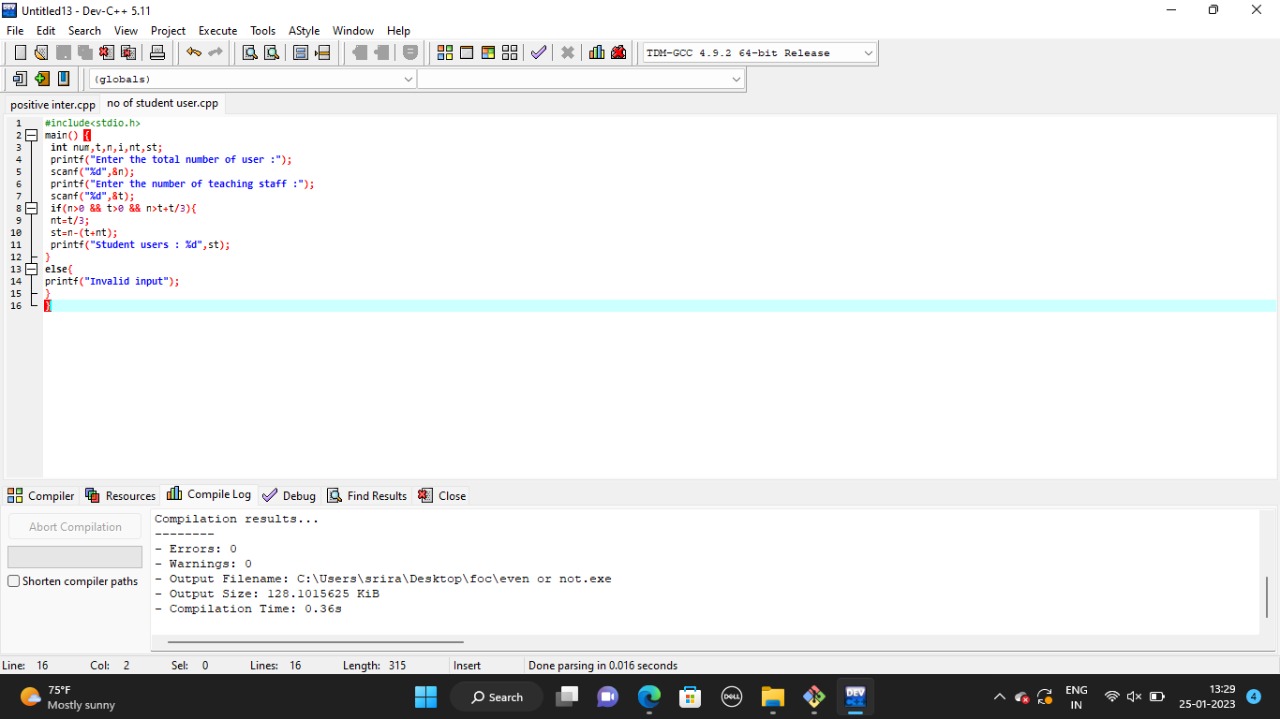 Untitled13 - Dev-C++ 5.11
File Edit Search View Project Execute Tools AStyle Window Help
TDM-GCC 4.9.2 64-bit Release
(globals)
positive inter.cpp no of student user.cpp
1 #include<stdio.h>
2 main() {
3 int num,t,n,i,nt,st;
4 printf("Enter the total number of user :");
5 scanf("%d",&n);
6 printf("Enter the number of teaching staff :");
7 scanf("%d",&t);
8 if(n>0 && t>0 && n>t+t/3){
9 nt=t/3;
10 st=n-(t+nt);
11 printf("Student users : %d",st);
12 }
13 else{
14 printf("Invalid input");
15 }
16 }
Compiler Resources Compile Log Debug Find Results Close
Abort Compilation
Shorten compiler paths
Compilation results...
--------
- Errors: 0
- Warnings: 0
- Output Filename: C:\Users\srira\Desktop\foc\even or not.exe
- Output Size: 128.1015625 KiB
- Compilation Time: 0.36s
Line: 16 Col: 2 Sel: 0 Lines: 16 Length: 315 Insert Done parsing in 0.016 seconds
75°F
Mostly sunny
Search
DELL
DEV
ENG
IN
13:29
25-01-2023
4